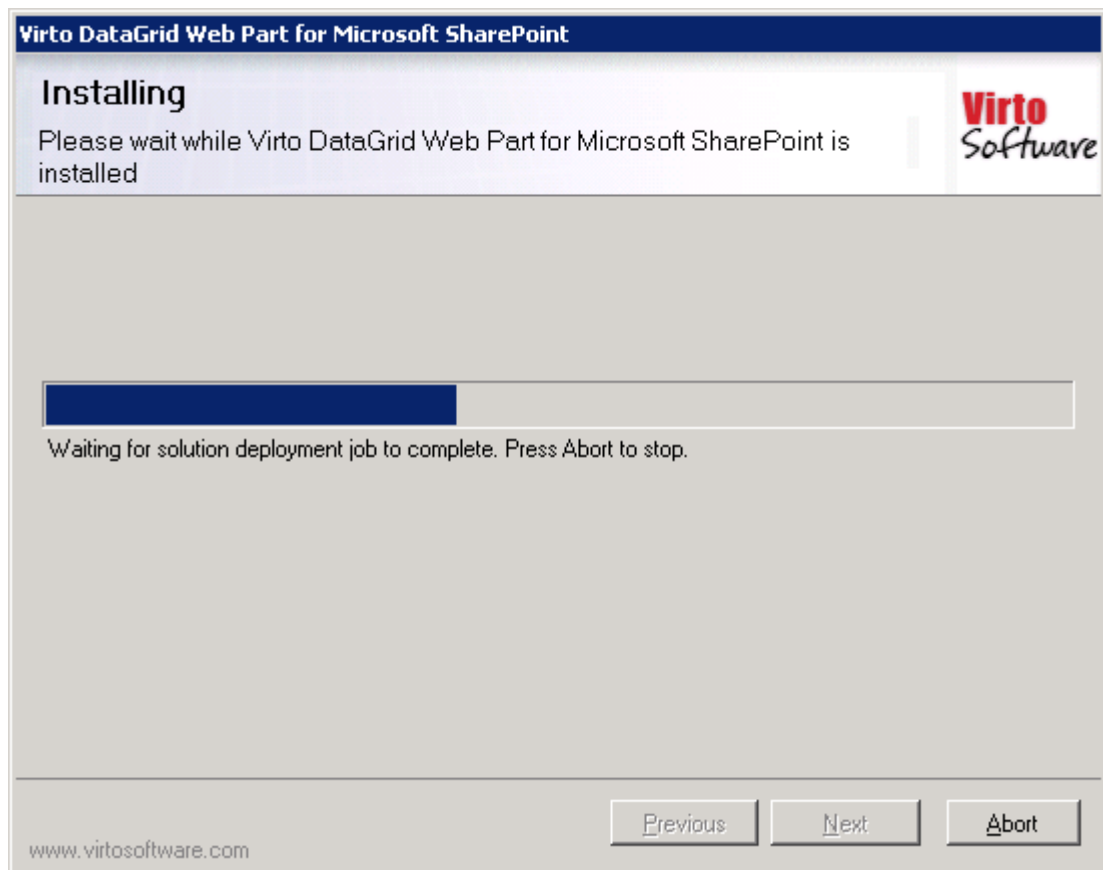 Virto DataGrid Web Part for Microsoft SharePoint
Installing
Please wait while Virto DataGrid Web Part for Microsoft SharePoint is
installed
Virto
Software
Waiting for solution deployment job to complete. Press Abort to stop.
Previous
Next
Abort
www.virtosoftware.com